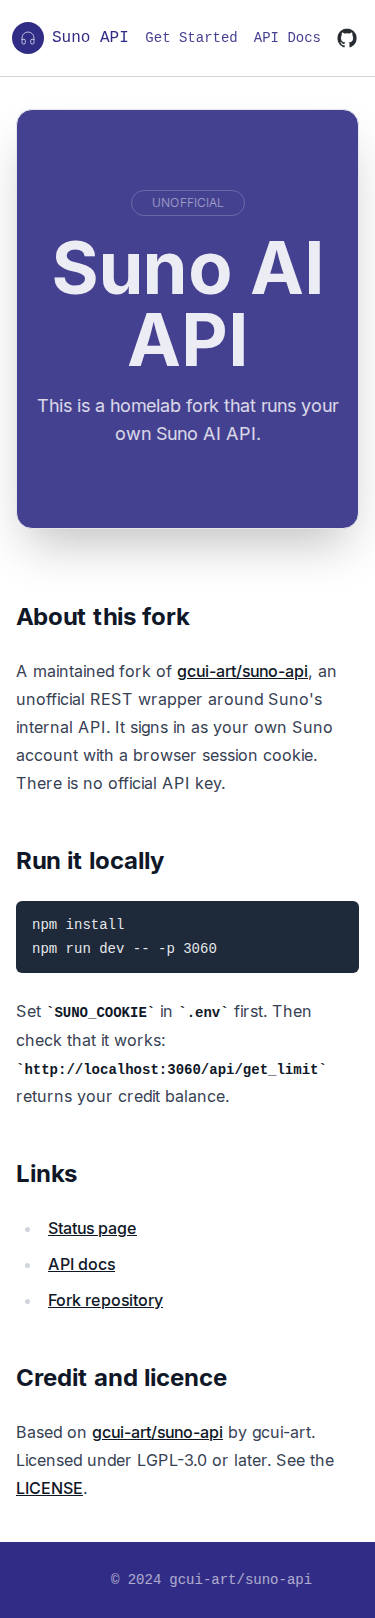 Suno API Get Started API Docs
UNOFFICIAL
Suno AI
API
This is a homelab fork that runs your
own Suno AI API.
About this fork
A maintained fork of gcui-art/suno-api, an
unofficial REST wrapper around Suno's
internal API. It signs in as your own Suno
account with a browser session cookie.
There is no official API key.
Run it locally
npm install
npm run dev -- -p 3060
Set `SUNO_COOKIE` in `.env` first. Then
check that it works:
`http://localhost:3060/api/get_limit`
returns your credit balance.
Links
Status page
API docs
Fork repository
Credit and licence
Based on gcui-art/suno-api by gcui-art.
Licensed under LGPL-3.0 or later. See the
LICENSE.
© 2024 gcui-art/suno-api